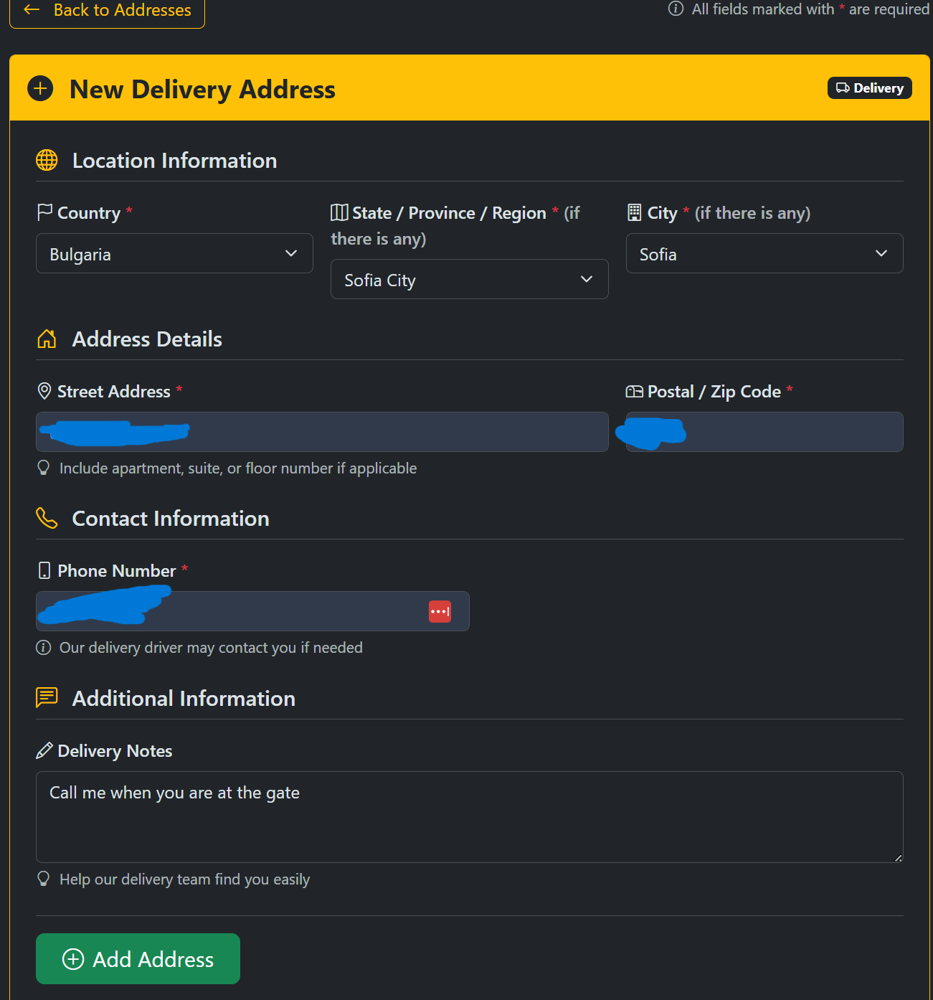 Back to Addresses
All fields marked with * are required
New Delivery Address
Delivery
Location Information
Country *
State / Province / Region * (if
there is any)
City * (if there is any)
Bulgaria
Sofia City
Sofia
Address Details
Street Address *
Postal / Zip Code *
Include apartment, suite, or floor number if applicable
Contact Information
Phone Number *
Our delivery driver may contact you if needed
Additional Information
Delivery Notes
Call me when you are at the gate
Help our delivery team find you easily
Add Address